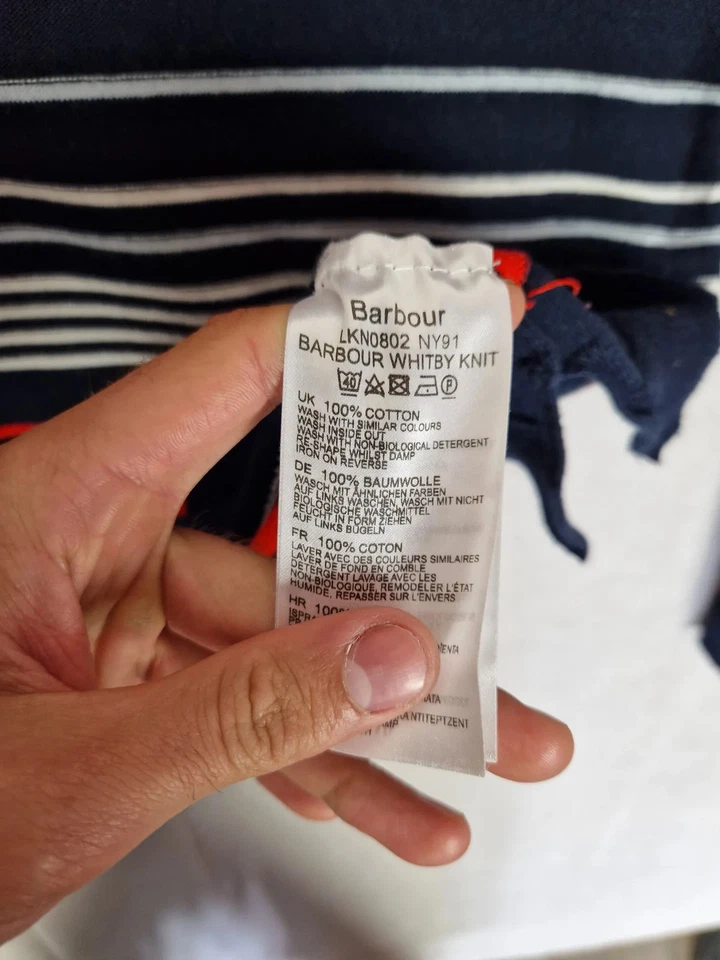 Barbour
LKN0802 NY91
BARBOUR WHITBY KNIT
40 P
UK 100% COTTON
WASH WITH SIMILAR COLOURS
WASH INSIDE OUT
WASH WITH NON-BIOLOGICAL DETERGENT
RE-SHAPE WHILST DAMP
IRON ON REVERSE
DE 100% BAUMWOLLE
WASCH MIT ÄHNLICHEN FARBEN
AUF LINKS WASCHEN, WASCH MIT NICHT
BIOLOGISCHE WASCHMITTEL
FEUCHT IN FORM ZIEHEN
AUF LINKS BÜGELN
FR 100% COTON
LAVER AVEC DES COULEURS SIMILAIRES
LAVER DE FOND EN COMBLE
DETERGENT LAVAGE AVEC LES
NON-BIOLOGIQUE, REMODELER L'ÉTAT
HUMIDE, REPASSER SUR L'ENVERS
HR